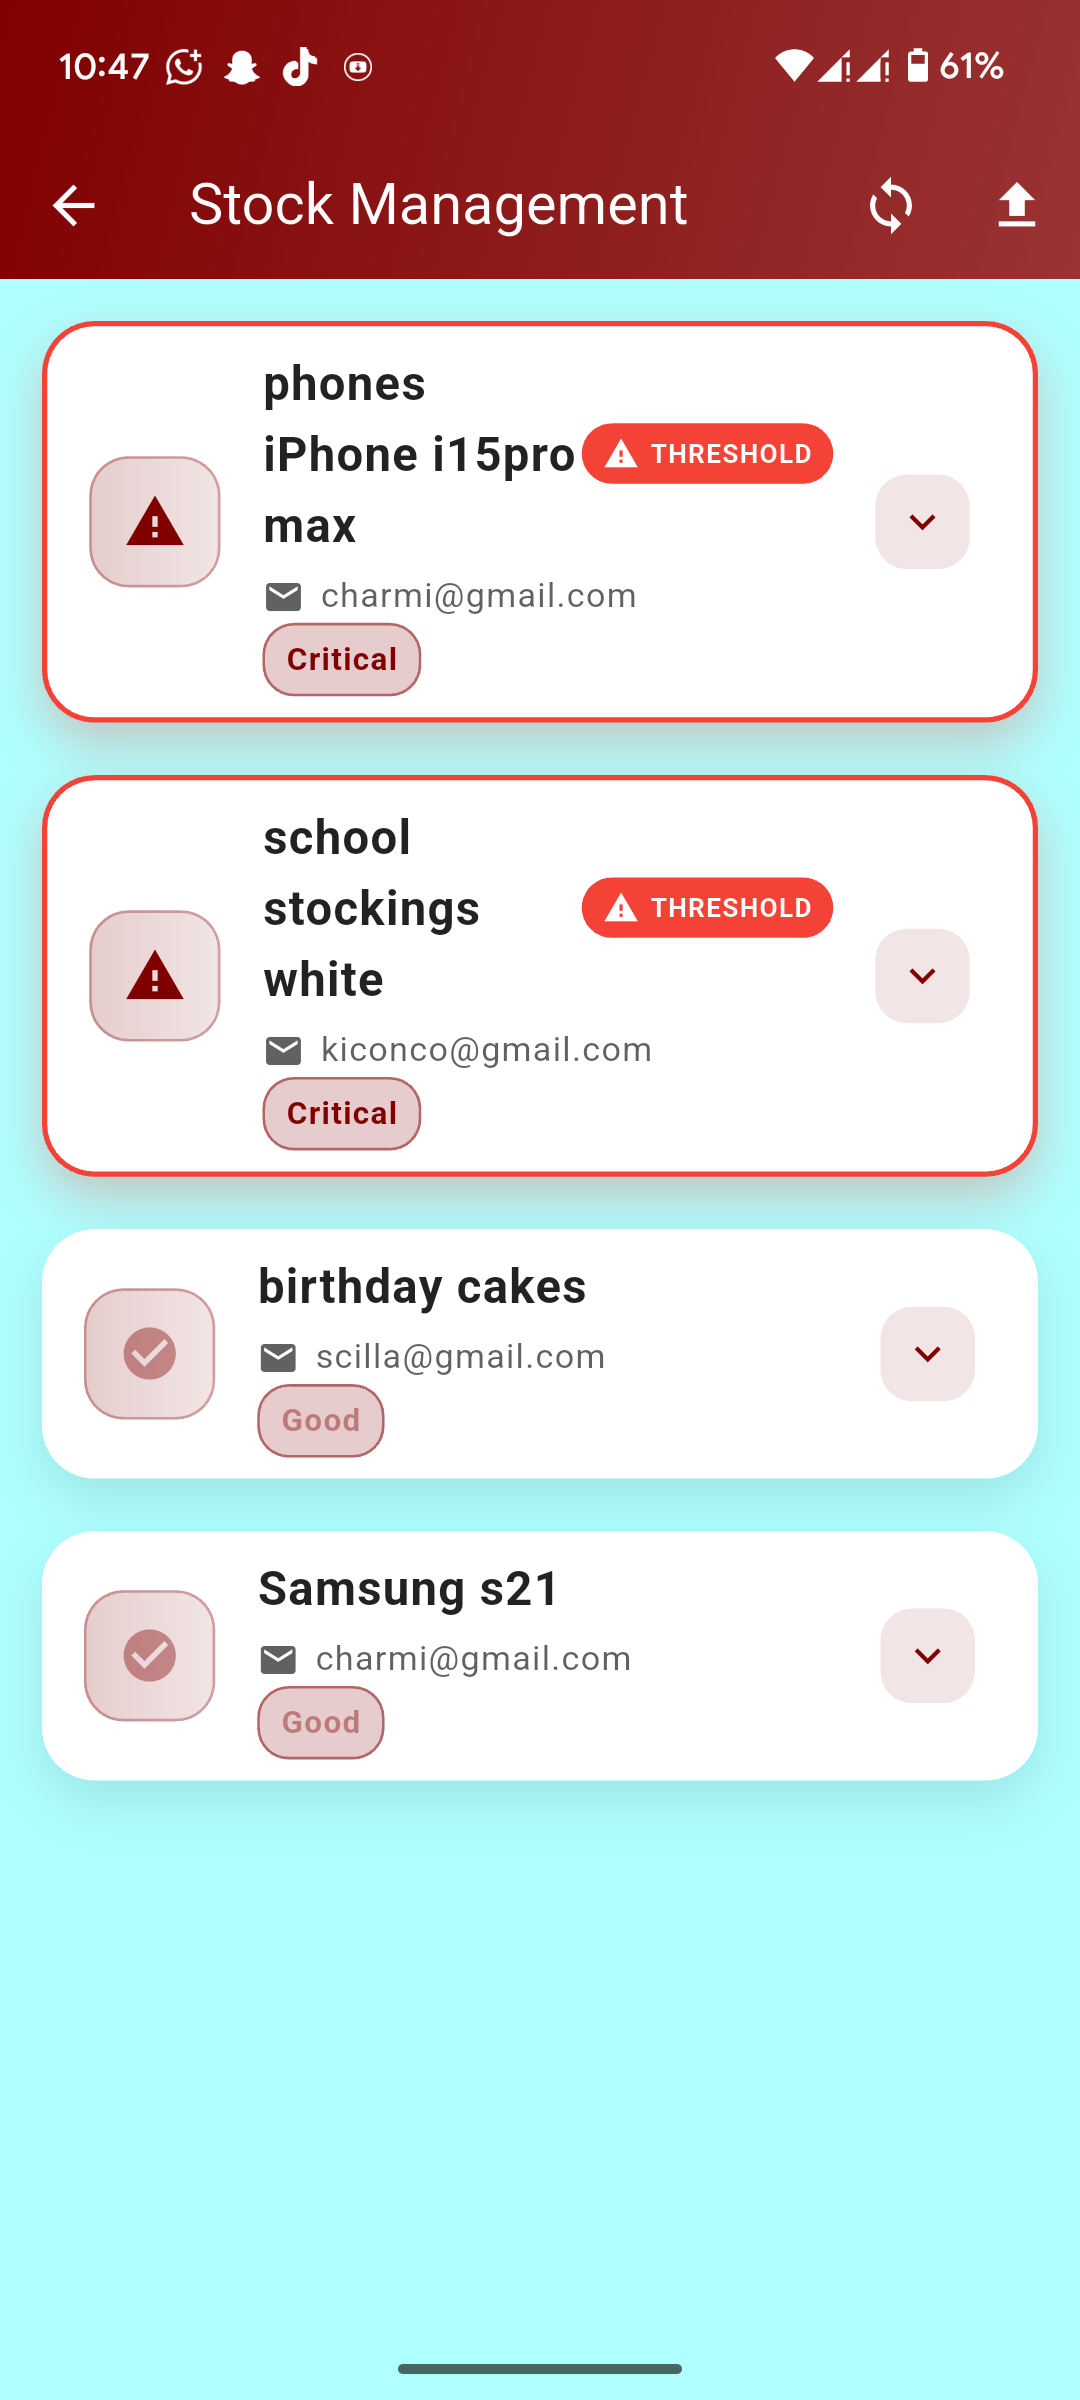 10:47
61%
Stock Management
phones
iPhone i15pro
max
THRESHOLD
charmi@gmail.com
Critical
school
stockings
white
THRESHOLD
kiconco@gmail.com
Critical
birthday cakes
scilla@gmail.com
Good
Samsung s21
charmi@gmail.com
Good